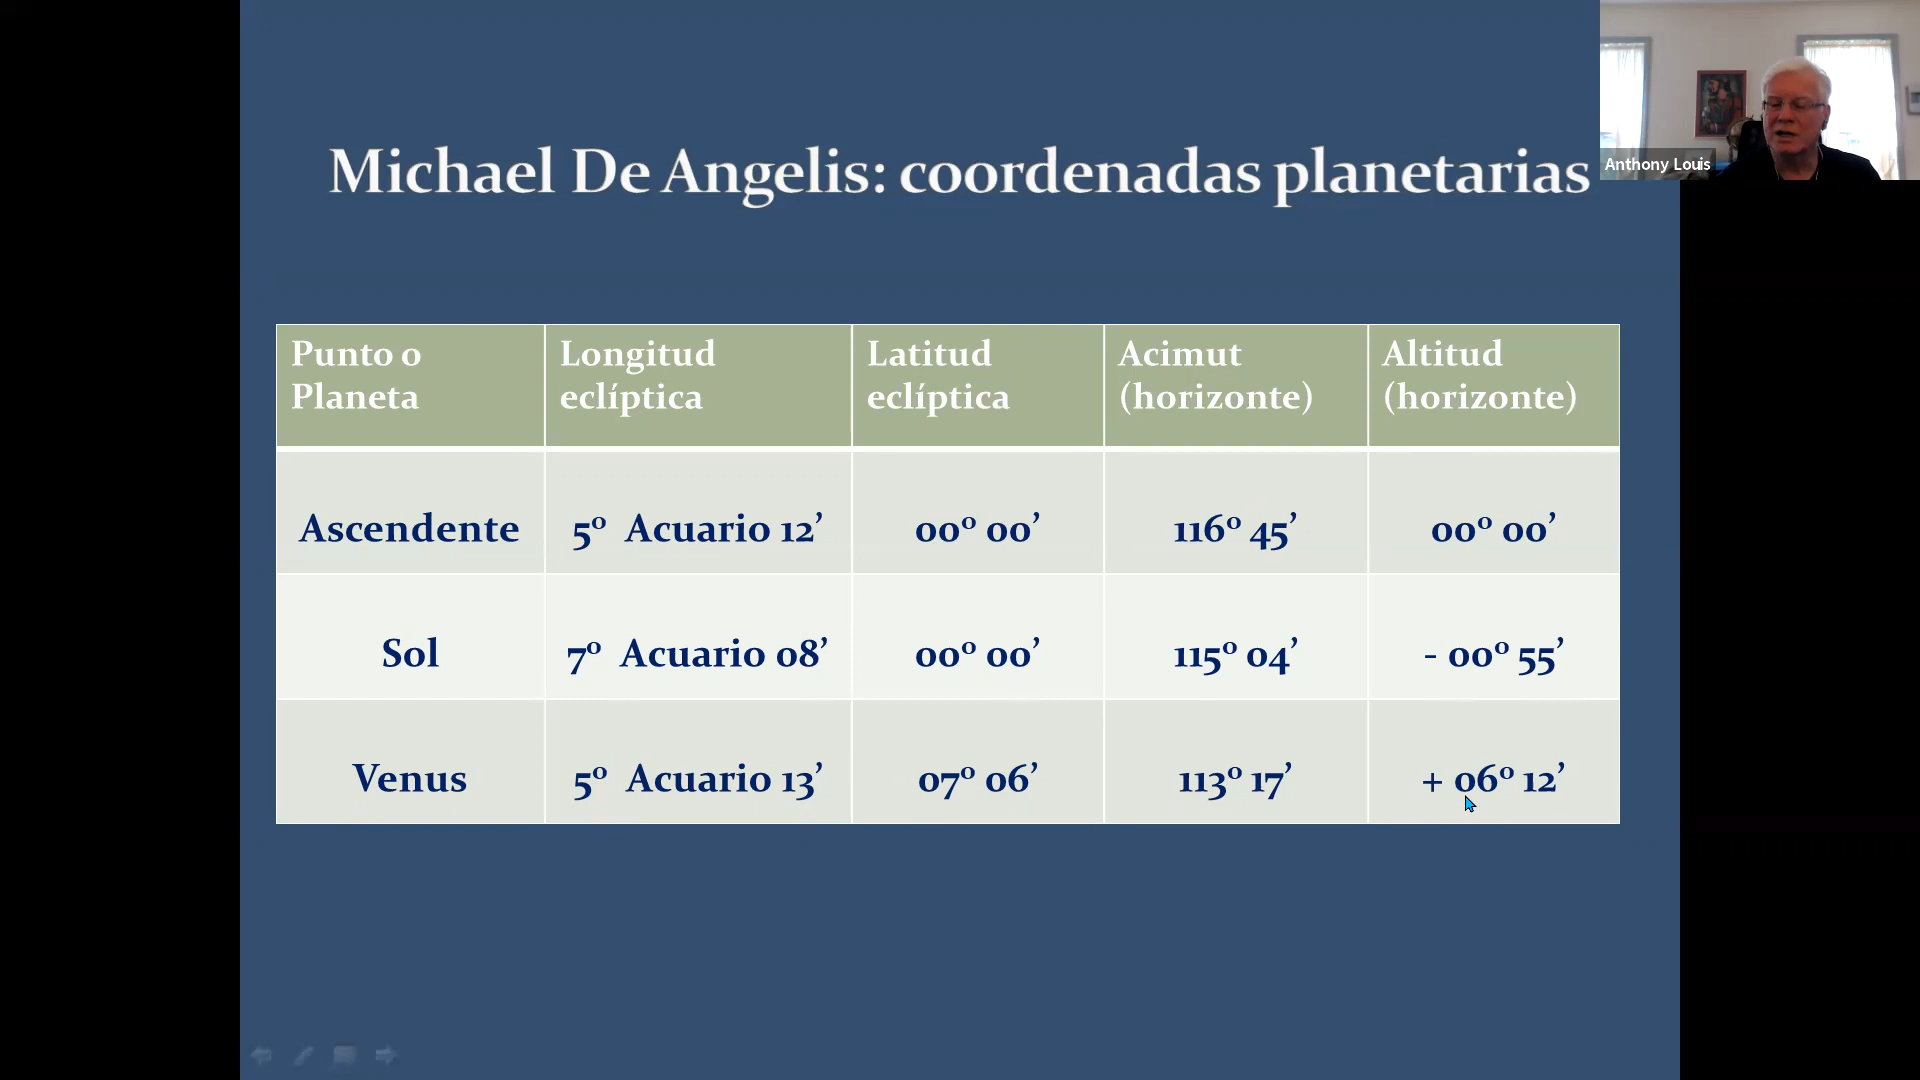 Michael De Angelis: coordenadas planetarias
Anthony Louis
Punto o Planeta
Longitud eclíptica
Latitud eclíptica
Acimut (horizonte)
Altitud (horizonte)
Ascendente 5º Acuario 12’ 00º 00’ 116º 45’ 00º 00’
Sol 7º Acuario 08’ 00º 00’ 115º 04’ - 00º 55’
Venus 5º Acuario 13’ 07º 06’ 113º 17’ + 06º 12’